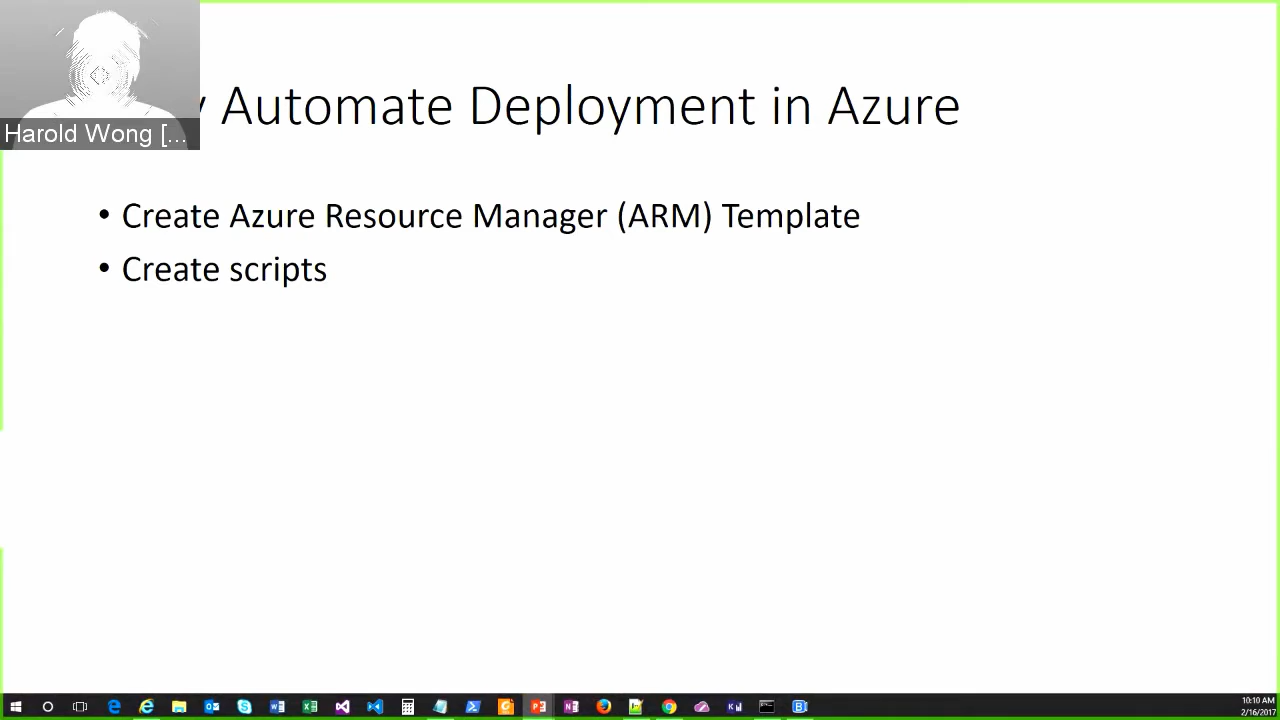 Automate Deployment in Azure
Harold Wong [...
• Create Azure Resource Manager (ARM) Template
• Create scripts
10:10 AM
2/16/2017